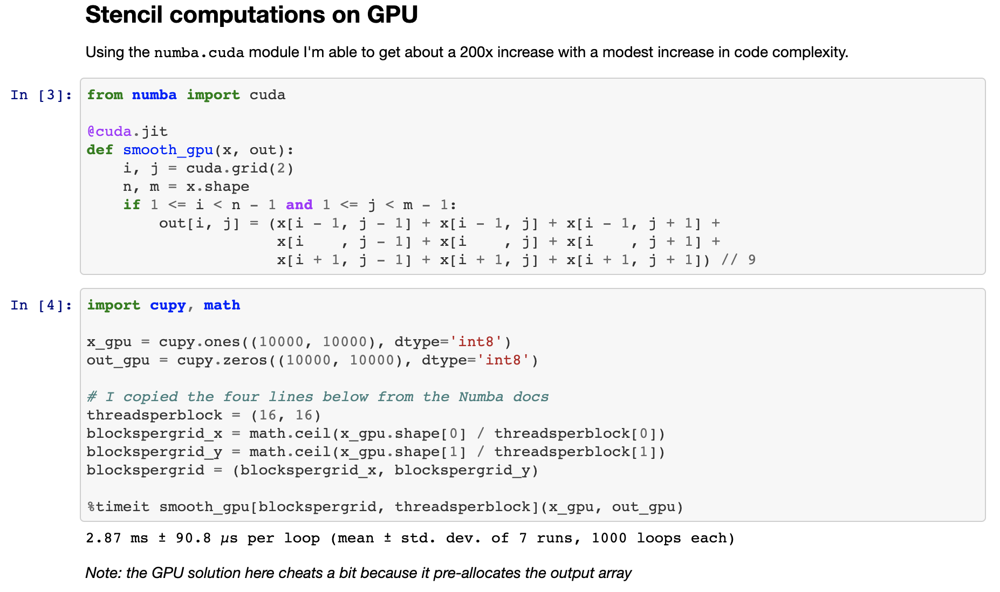 Stencil computations on GPU
Using the numba.cuda module I'm able to get about a 200x increase with a modest increase in code complexity.
In [3]: from numba import cuda
@cuda.jit
def smooth_gpu(x, out):
    i, j = cuda.grid(2)
    n, m = x.shape
    if 1 <= i < n - 1 and 1 <= j < m - 1:
        out[i, j] = (x[i - 1, j - 1] + x[i - 1, j] + x[i - 1, j + 1] +
                     x[i    , j - 1] + x[i    , j] + x[i    , j + 1] +
                     x[i + 1, j - 1] + x[i + 1, j] + x[i + 1, j + 1]) // 9
In [4]: import cupy, math
x_gpu = cupy.ones((10000, 10000), dtype='int8')
out_gpu = cupy.zeros((10000, 10000), dtype='int8')
# I copied the four lines below from the Numba docs
threadsperblock = (16, 16)
blockspergrid_x = math.ceil(x_gpu.shape[0] / threadsperblock[0])
blockspergrid_y = math.ceil(x_gpu.shape[1] / threadsperblock[1])
blockspergrid = (blockspergrid_x, blockspergrid_y)
%timeit smooth_gpu[blockspergrid, threadsperblock](x_gpu, out_gpu)
2.87 ms ± 90.8 µs per loop (mean ± std. dev. of 7 runs, 1000 loops each)
Note: the GPU solution here cheats a bit because it pre-allocates the output array